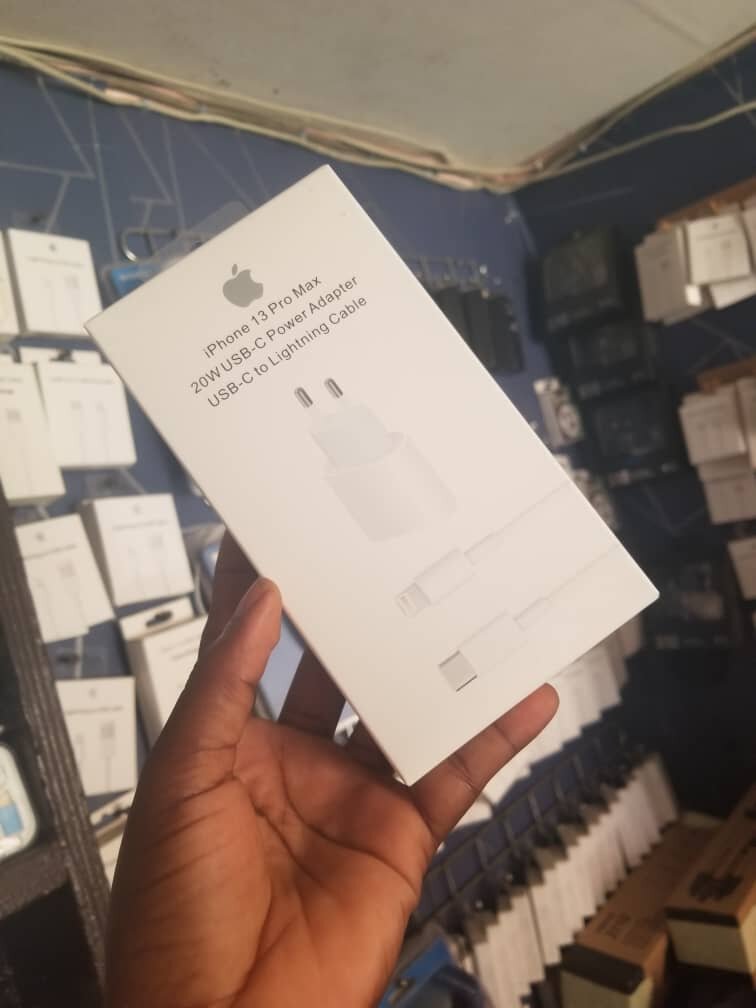 iPhone 13 Pro Max
20W USB-C Power Adapter
USB-C to Lightning Cable